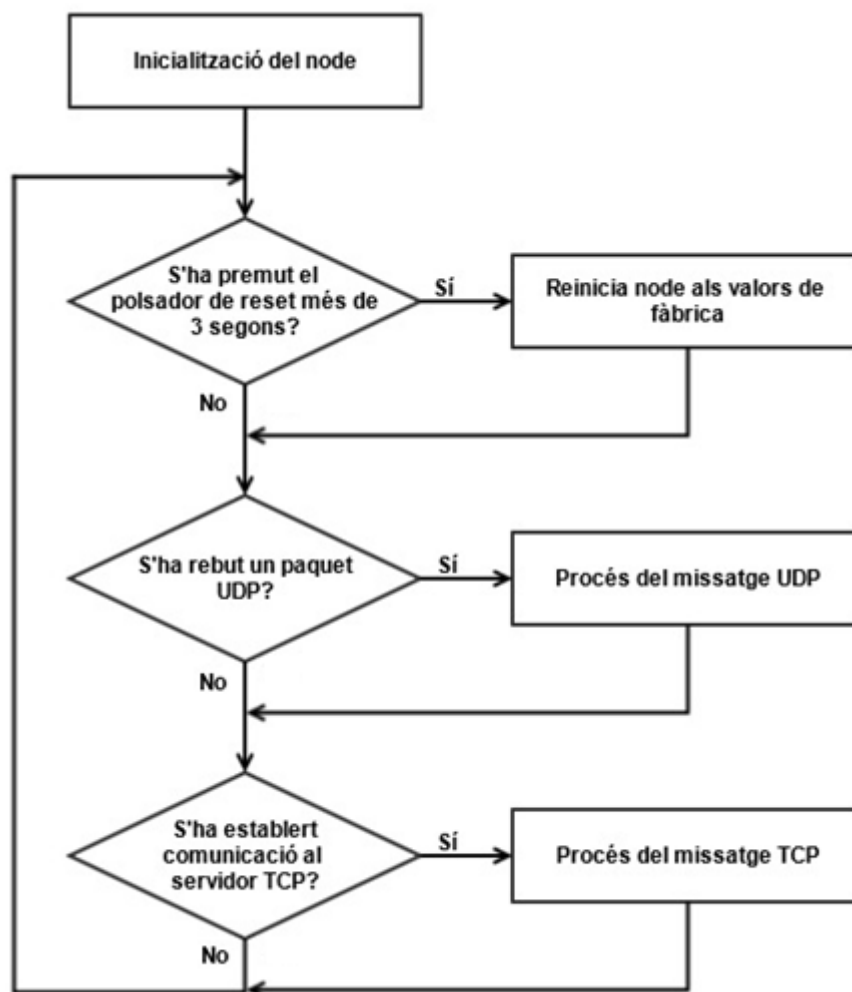 Inicialització del node
S'ha premut el
polsador de reset més de
3 segons?
Sí
Reinicia node als valors de
fàbrica
No
S'ha rebut un paquet
UDP?
Sí
Procés del missatge UDP
No
S'ha establert
comunicació al
servidor TCP?
Sí
Procés del missatge TCP
No